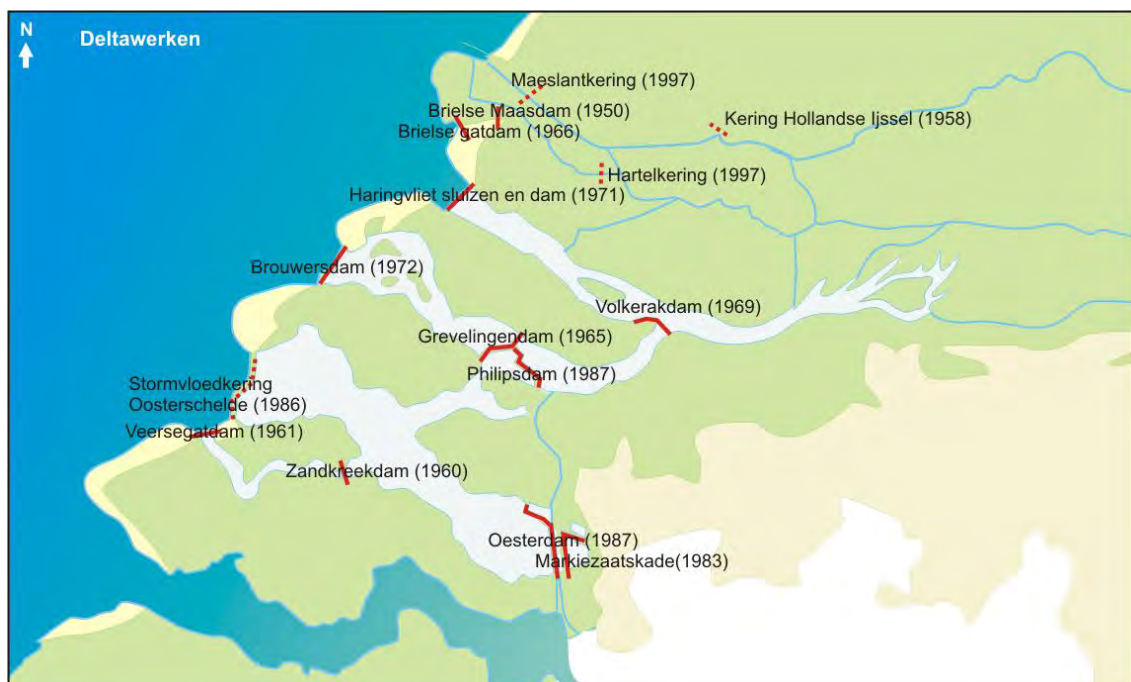 N
Deltawerken
Maeslantkering (1997)
Brielse Maasdam (1950)
Kering Hollandse Ijssel (1958)
Brielse gatdam (1966)
Hartelkering (1997)
Haringvliet sluizen en dam (1971)
Brouwersdam (1972)
Volkerakdam (1969)
Grevelingendam (1965)
Philipsdam (1987)
Stormvloedkering
Oosterschelde (1986)
Veersegatdam (1961)
Zandkreekdam (1960)
Oesterdam (1987)
Markiezaatskade(1983)